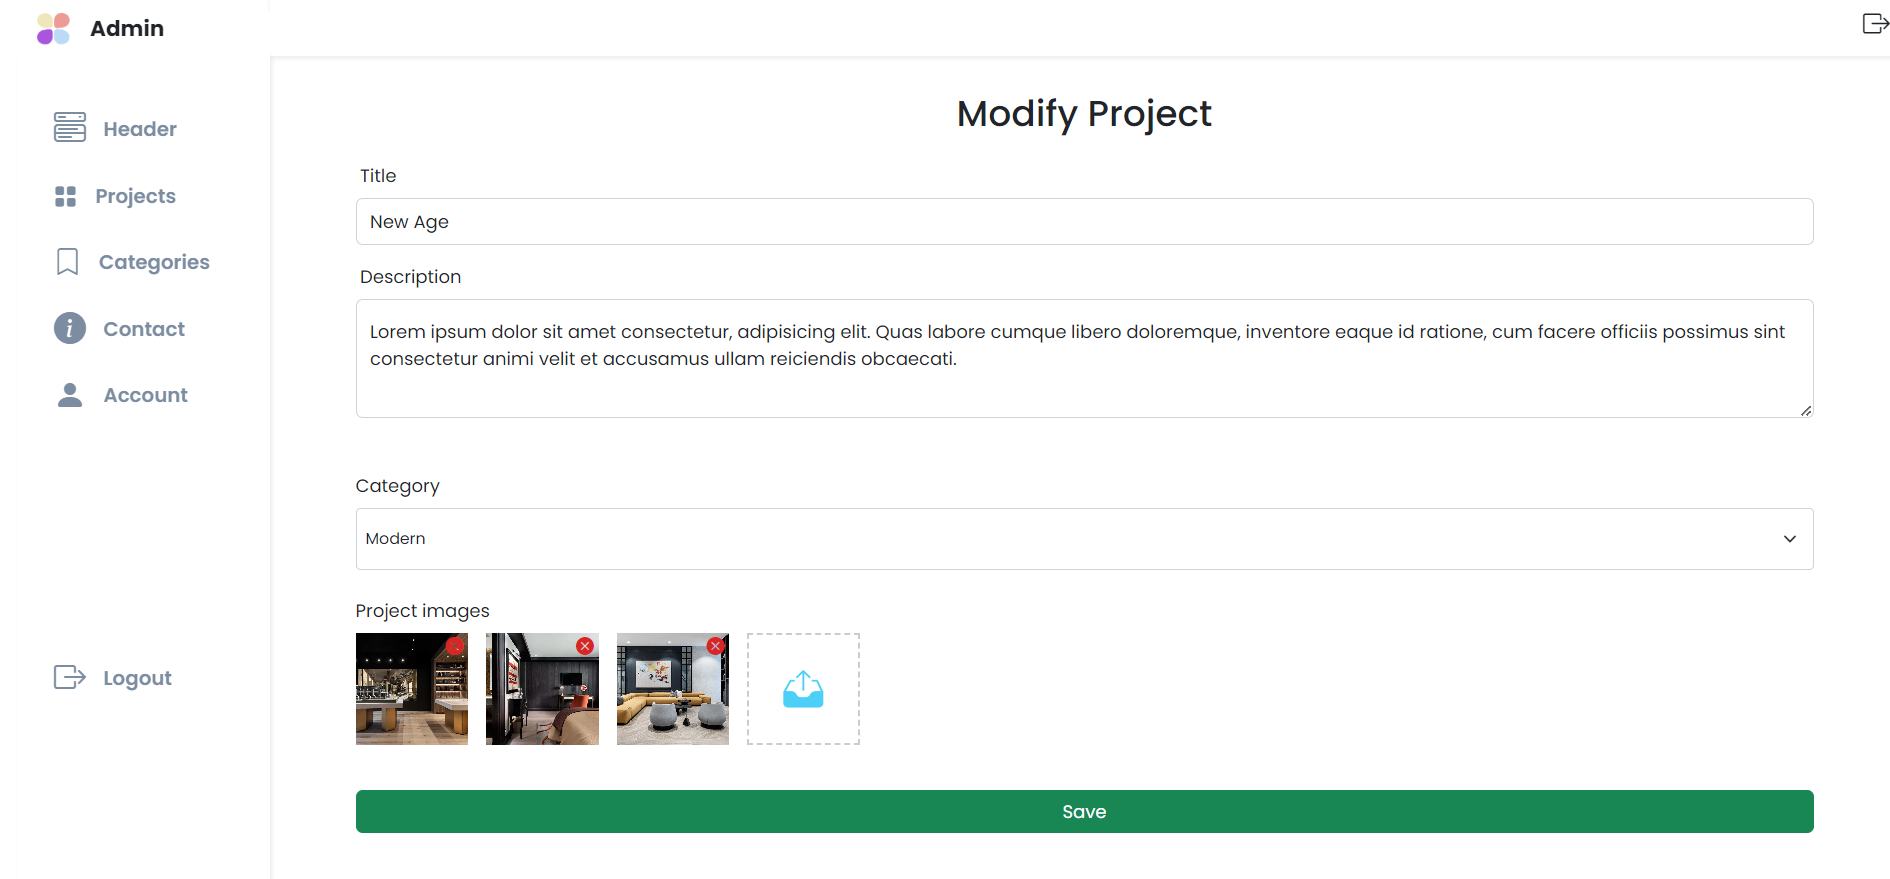 Admin
Header
Projects
Categories
Contact
Account
Logout
Modify Project
Title
New Age
Description
Lorem ipsum dolor sit amet consectetur, adipisicing elit. Quas labore cumque libero doloremque, inventore eaque id ratione, cum facere officiis possimus sint
consectetur animi velit et accusamus ullam reiciendis obcaecati.
Category
Modern
Project images
Save